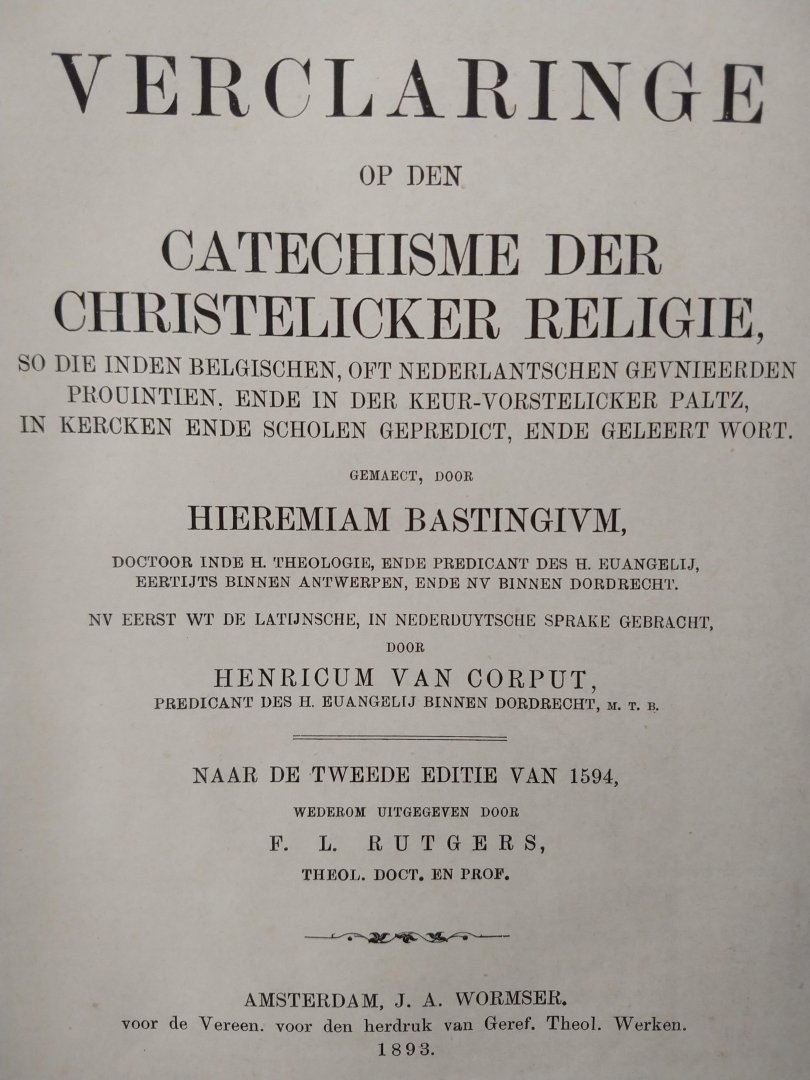 VERCLARINGE
OP DEN
CATECHISME DER
CHRISTELICKER RELIGIE,
SO DIE INDEN BELGISCHEN, OFT NEDERLANTSCHEN GEVNIEERDEN
PROUINTIEN, ENDE IN DER KEUR-VORSTELICKER PALTZ,
IN KERCKEN ENDE SCHOLEN GEPREDICT, ENDE GELEERT WORT.
GEMAECT, DOOR
HIEREMIAM BASTINGIVM,
DOCTOOR INDE H. THEOLOGIE, ENDE PREDICANT DES H. EUANGELIJ,
EERTIJTS BINNEN ANTWERPEN, ENDE NV BINNEN DORDRECHT.
NV EERST WT DE LATIJNSCHE, IN NEDERDUYTSCHE SPRAKE GEBRACHT,
DOOR
HENRICUM VAN CORPUT,
PREDICANT DES H. EUANGELIJ BINNEN DORDRECHT, M. T. B.
NAAR DE TWEEDE EDITIE VAN 1594,
WEDEROM UITGEGEVEN DOOR
F. L. RUTGERS,
THEOL. DOCT. EN PROF.
AMSTERDAM, J. A. WORMSER.
voor de Vereen. voor den herdruk van Geref. Theol. Werken.
1893.